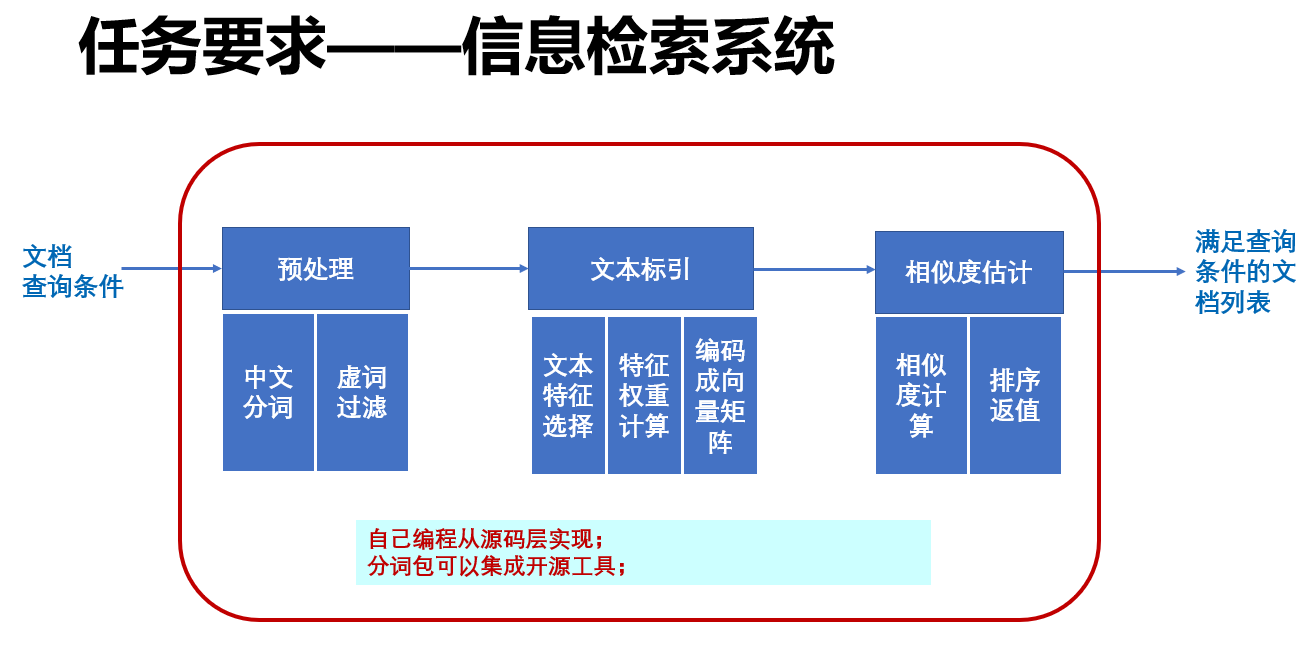 任务要求——信息检索系统
文档
查询条件
预处理
中文
分词
虚词
过滤
文本标引
文本
特征
选择
特征
权重
计算
编码
成向
量矩
阵
相似度估计
相似
度计
算
排序
返值
满足查询
条件的文
档列表
自己编程从源码层实现；
分词包可以集成开源工具；